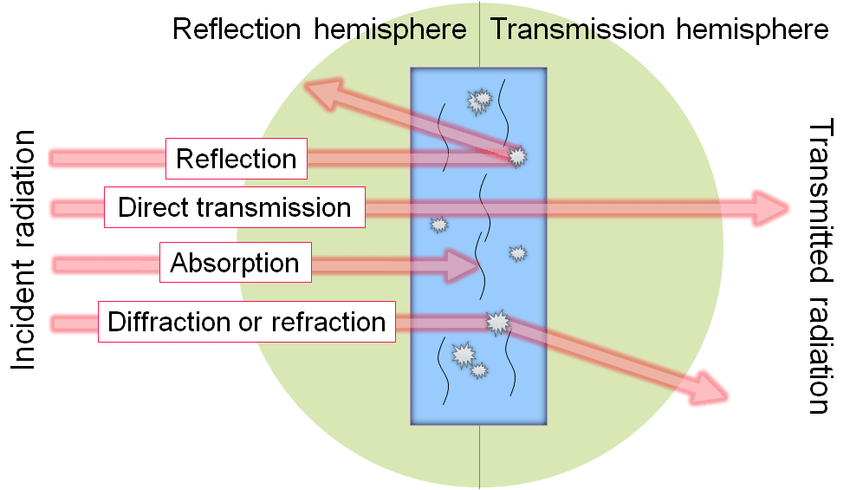 Reflection hemisphere
Transmission hemisphere
Incident radiation
Reflection
Direct transmission
Absorption
Diffraction or refraction
Transmitted radiation